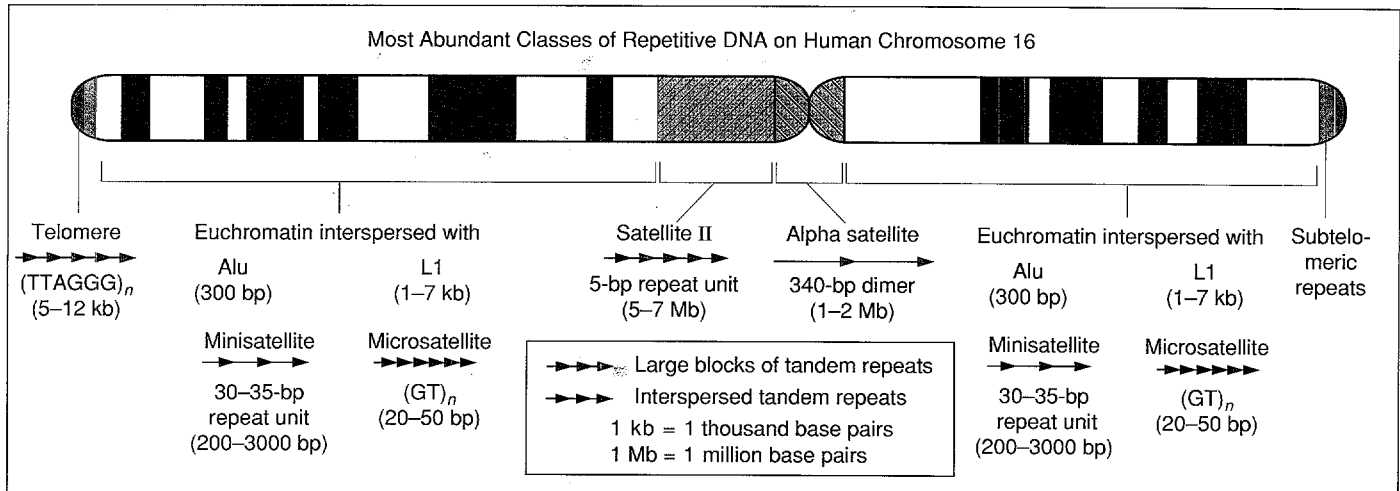 Most Abundant Classes of Repetitive DNA on Human Chromosome 16
Telomere
(TTAGGG)n
(5–12 kb)
Euchromatin interspersed with
Alu
(300 bp)
L1
(1–7 kb)
Minisatellite
30–35-bp
repeat unit
(200–3000 bp)
Microsatellite
(GT)n
(20–50 bp)
Satellite II
5-bp repeat unit
(5–7 Mb)
Alpha satellite
340-bp dimer
(1–2 Mb)
Large blocks of tandem repeats
Interspersed tandem repeats
1 kb = 1 thousand base pairs
1 Mb = 1 million base pairs
Euchromatin interspersed with
Alu
(300 bp)
L1
(1–7 kb)
Minisatellite
30–35-bp
repeat unit
(200–3000 bp)
Microsatellite
(GT)n
(20–50 bp)
Subtelo-
meric
repeats